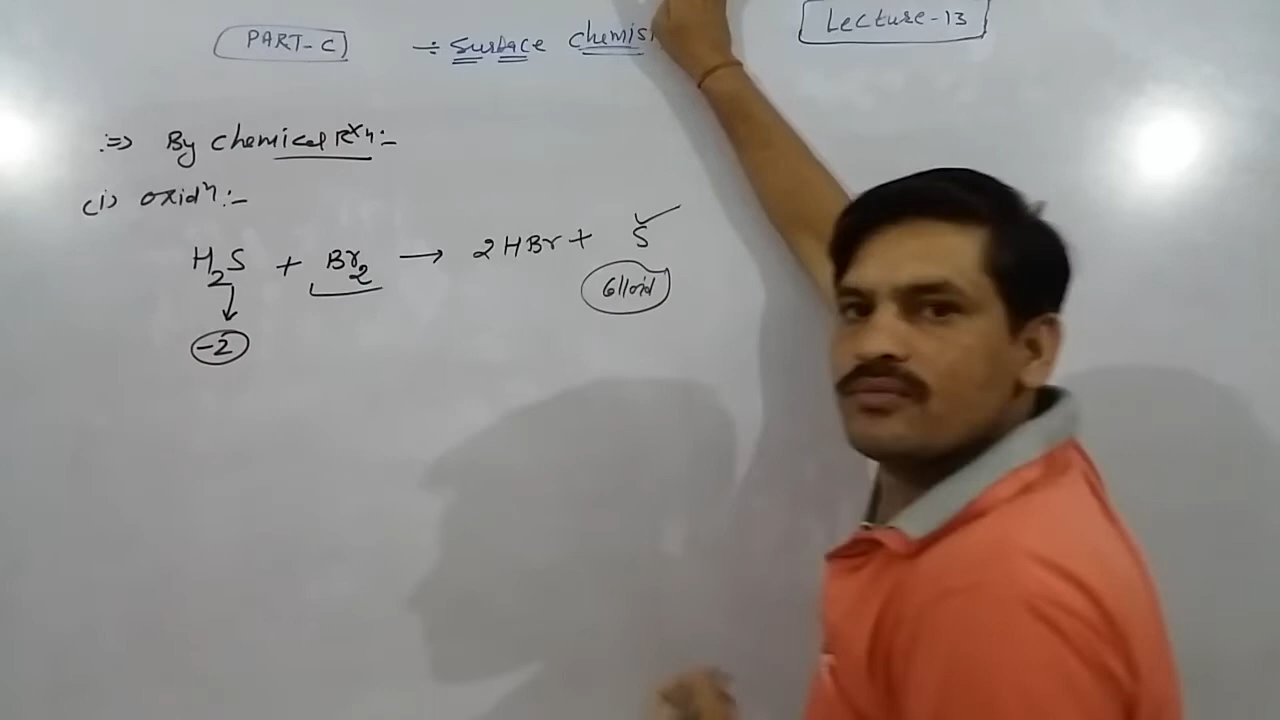 PART-C ÷ Surface chemis Lecture-13
⇒ By Chemical Rxn:-
(i) oxidn:-
H2S + Br2 → 2HBr + S
Colloid
-2